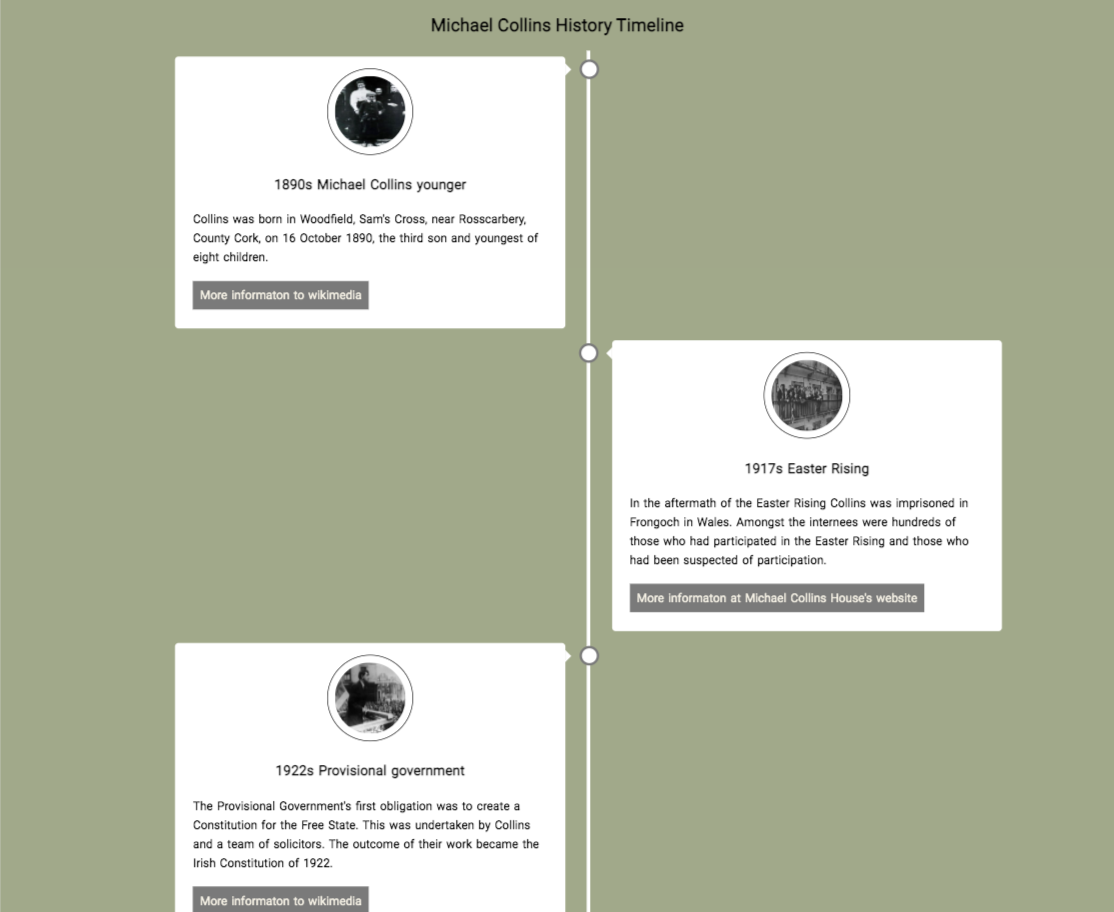 Michael Collins History Timeline
1890s Michael Collins younger
Collins was born in Woodfield, Sam's Cross, near Rosscarbery,
County Cork, on 16 October 1890, the third son and youngest of
eight children.
More informaton to wikimedia
1917s Easter Rising
In the aftermath of the Easter Rising Collins was imprisoned in
Frongoch in Wales. Amongst the internees were hundreds of
those who had participated in the Easter Rising and those who
had been suspected of participation.
More informaton at Michael Collins House's website
1922s Provisional government
The Provisional Government's first obligation was to create a
Constitution for the Free State. This was undertaken by Collins
and a team of solicitors. The outcome of their work became the
Irish Constitution of 1922.
More informaton to wikimedia